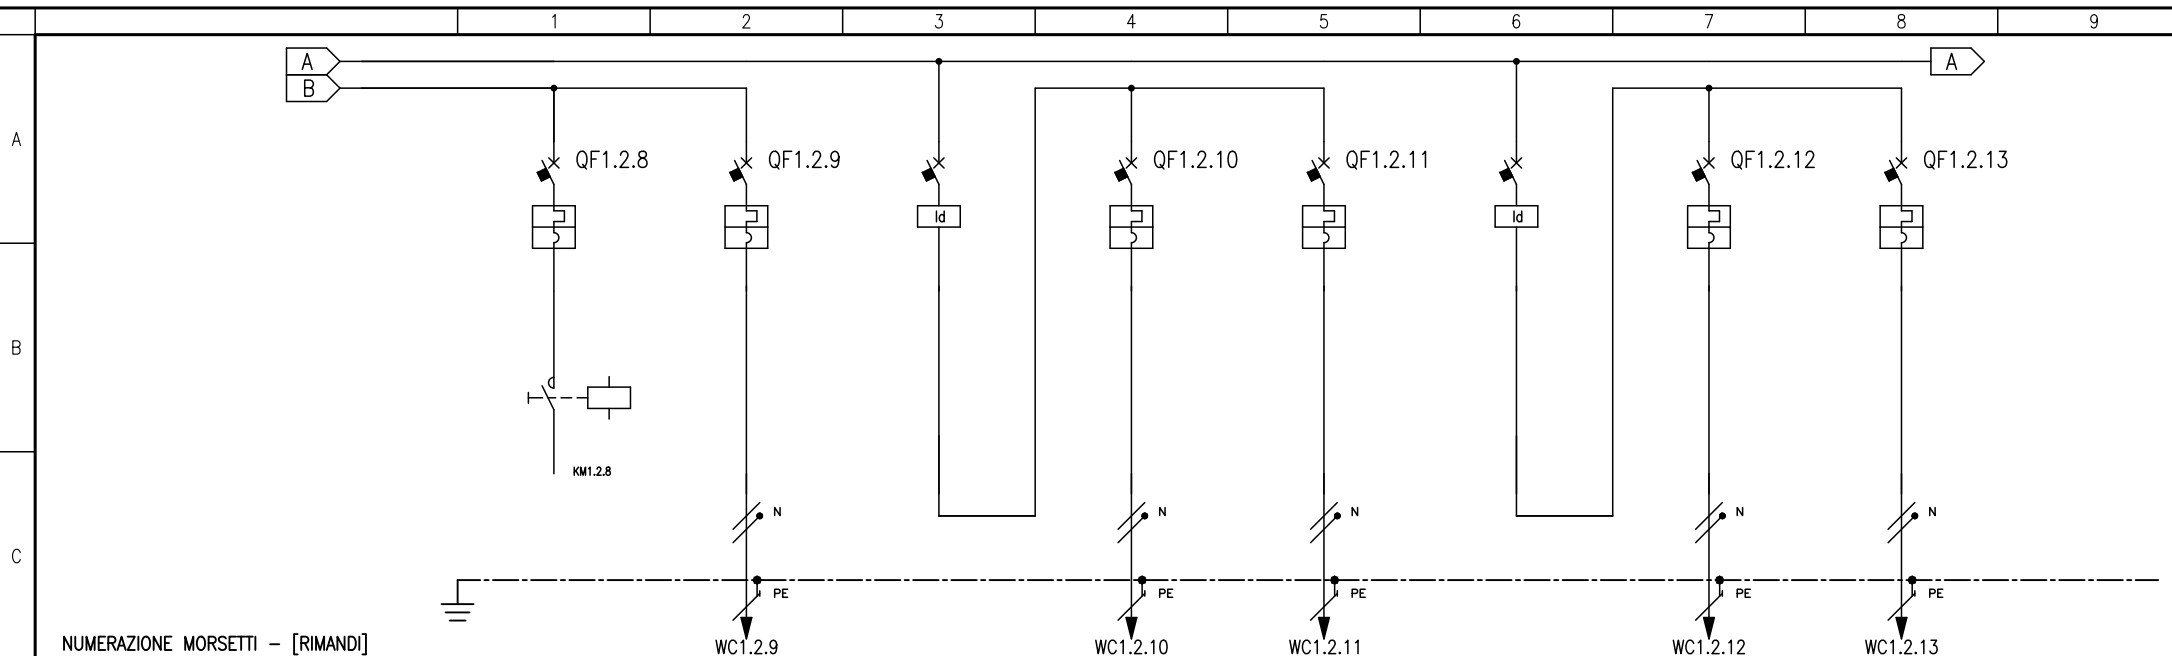 1 2 3 4 5 6 7 8 9
A A
B
A
QF1.2.8 QF1.2.9 QF1.2.10 QF1.2.11 QF1.2.12 QF1.2.13
Id Id
B
KM1.2.8
N N N N N
C
PE PE PE PE PE
NUMERAZIONE MORSETTI - [RIMANDI]
WC1.2.9 WC1.2.10 WC1.2.11 WC1.2.12 WC1.2.13